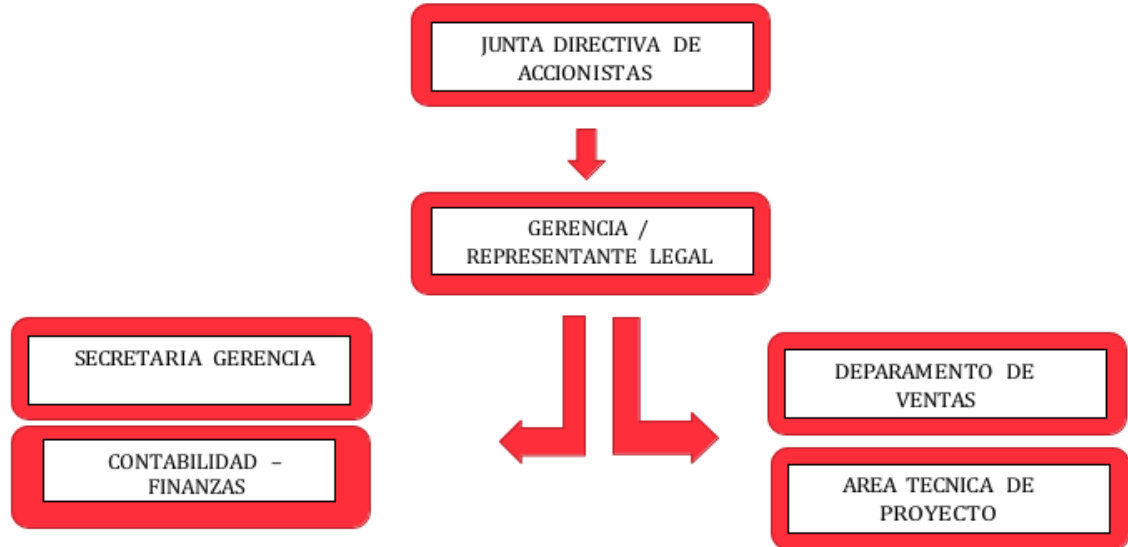 JUNTA DIRECTIVA DE
ACCIONISTAS
GERENCIA /
REPRESENTANTE LEGAL
SECRETARIA GERENCIA
CONTABILIDAD –
FINANZAS
DEPARAMENTO DE
VENTAS
AREA TECNICA DE
PROYECTO